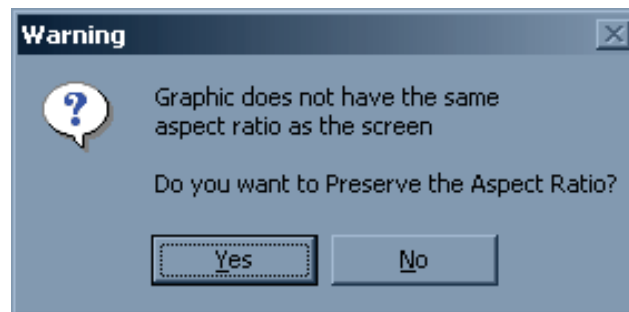 Warning
Graphic does not have the same
aspect ratio as the screen
Do you want to Preserve the Aspect Ratio?
Yes
No